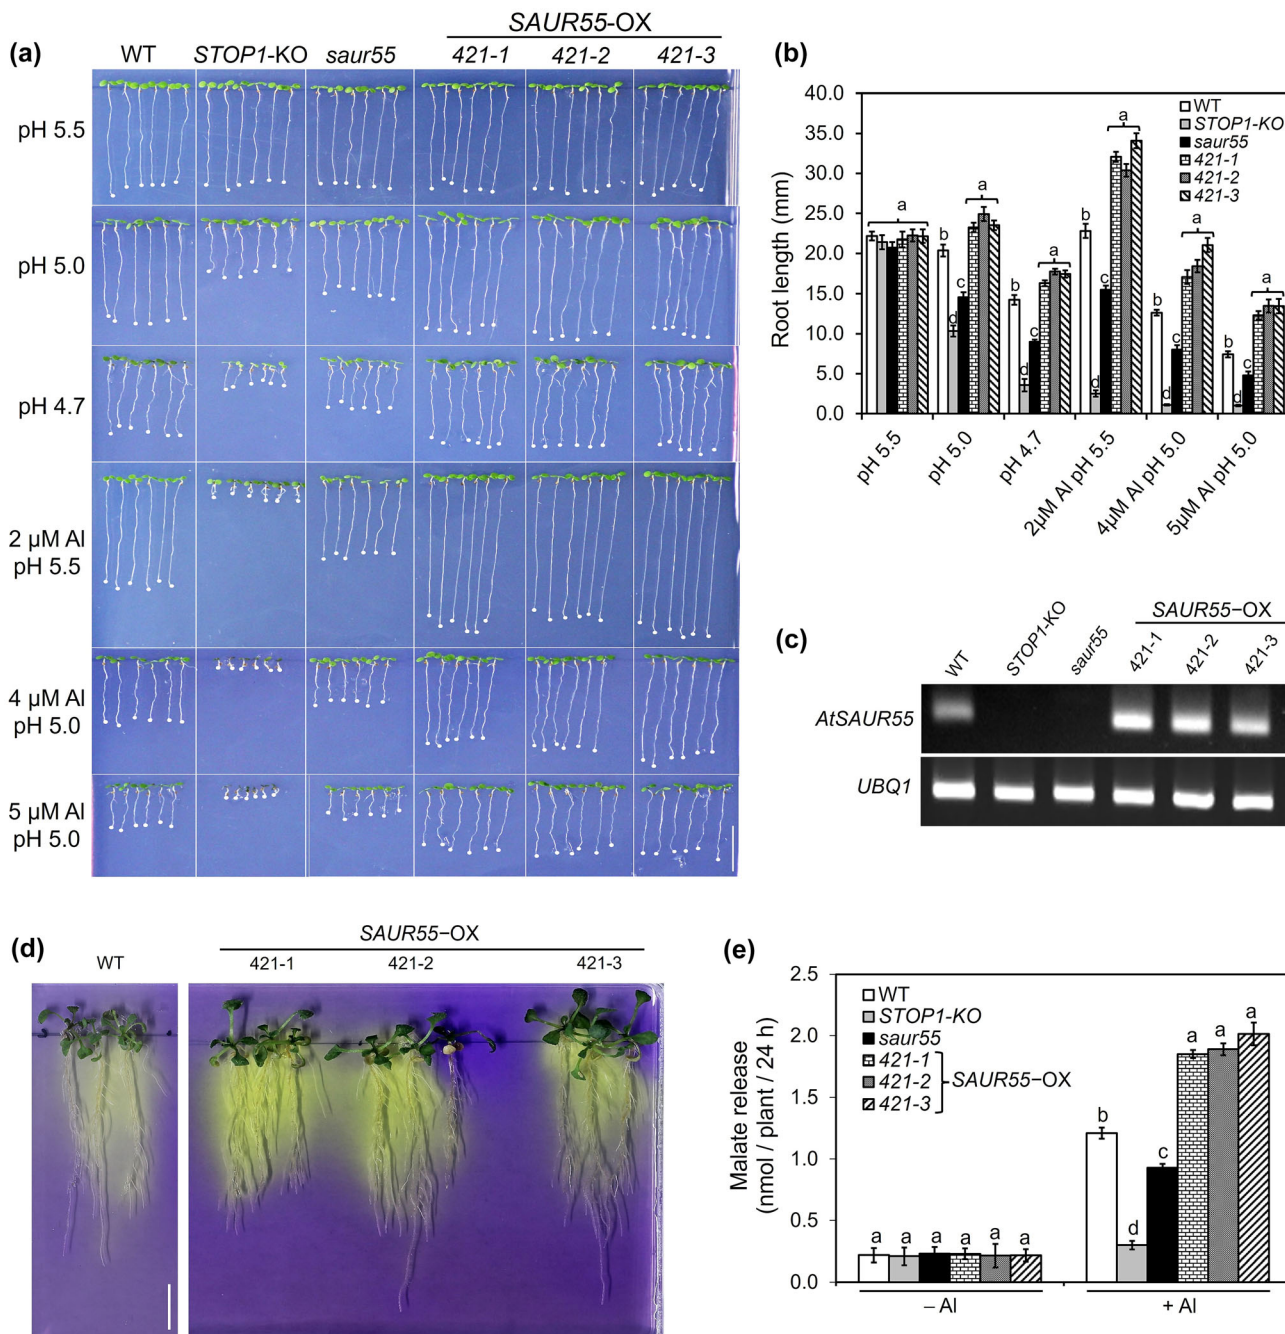 (a)
SAUR55-OX
WT STOP1-KO saur55 421-1 421-2 421-3
pH 5.5
pH 5.0
pH 4.7
2 µM Al
pH 5.5
4 µM Al
pH 5.0
5 µM Al
pH 5.0
(b)
Root length (mm)
40.0
35.0
30.0
25.0
20.0
15.0
10.0
5.0
0.0
WT
STOP1-KO
saur55
421-1
421-2
421-3
a
b d c a
b d c a
b d c a
b d c a
b d c a
pH 5.5
pH 5.0
pH 4.7
2µM Al pH 5.5
4µM Al pH 5.0
5µM Al pH 5.0
(c)
SAUR55–OX
WT STOP1-KO saur55 421-1 421-2 421-3
AtSAUR55
UBQ1
(d)
SAUR55–OX
WT 421-1 421-2 421-3
(e)
Malate release
(nmol / plant / 24 h)
2.5
2.0
1.5
1.0
0.5
0.0
WT
STOP1-KO
saur55
421-1
421-2
421-3
SAUR55–OX
a a a a a a
b d c a a a
– Al
+ Al